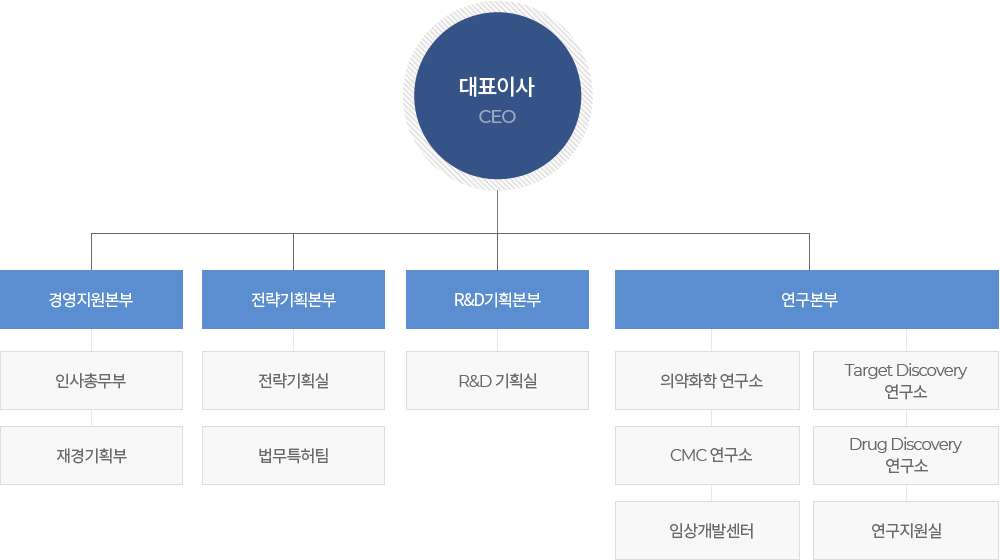 대표이사
CEO
경영지원본부
전략기획본부
R&D기획본부
연구본부
인사총무부
전략기획실
R&D 기획실
의약화학 연구소
Target Discovery
연구소
재경기획부
법무특허팀
CMC 연구소
Drug Discovery
연구소
임상개발센터
연구지원실